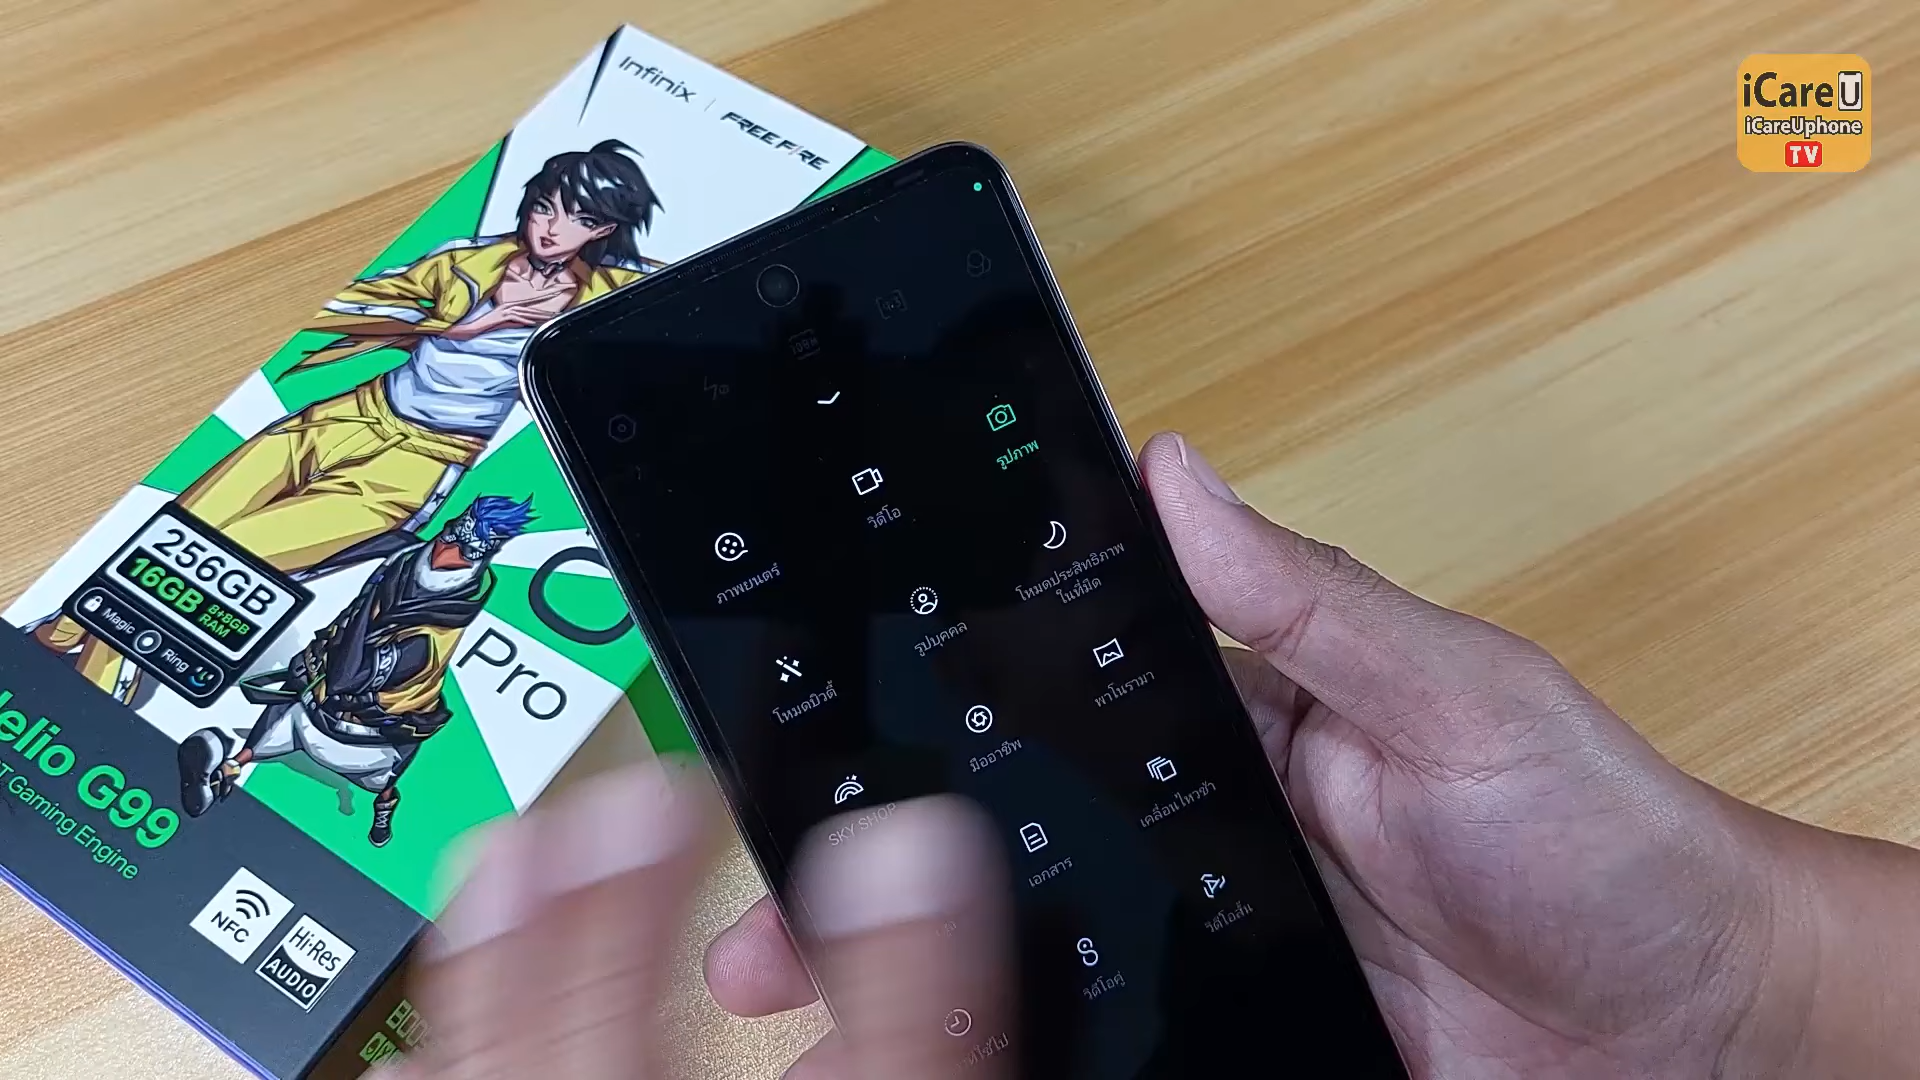 Infinix | FREE FIRE
iCareU
iCareUphone
TV
256GB
16GB 8+8GB
RAM
Magic Ring
Pro
Helio G99
Gaming Engine
NFC
Hi-Res
AUDIO
108M
รูปภาพ
วิดีโอ
ภาพยนตร์
โหมดประสิทธิภาพ
ในที่มืด
รูปบุคคล
โหมดบิวตี้
พาโนรามา
มืออาชีพ
SKY SHOP
เคลื่อนไหวช้า
เอกสาร
วิดีโอสั้น
วิดีโอคู่